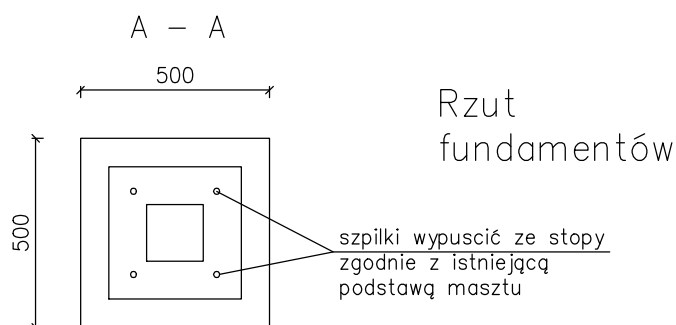 A – A
500
Rzut
fundamentów
500
szpilki wypuscić ze stopy
zgodnie z istniejącą
podstawą masztu